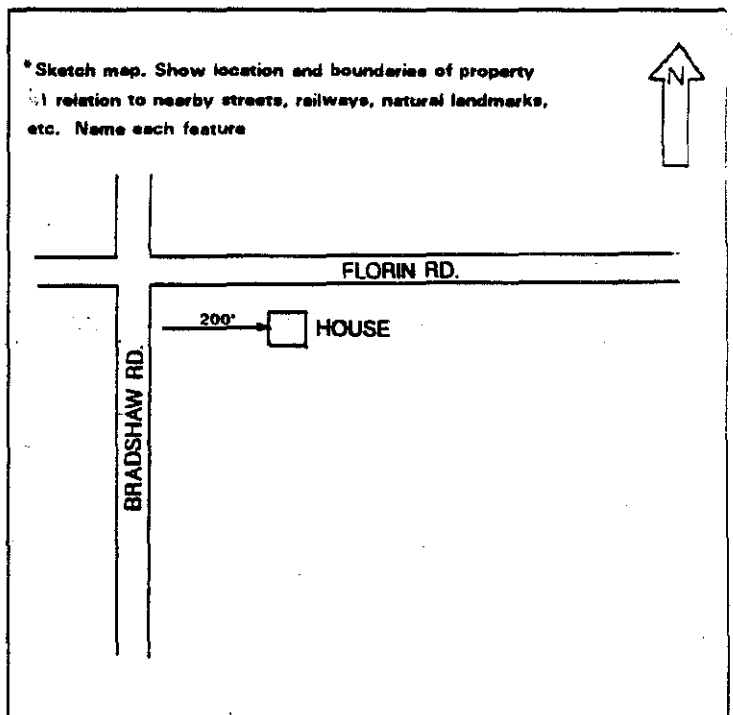 *Sketch map. Show location and boundaries of property
relation to nearby streets, railways, natural landmarks,
etc. Name each feature
N
FLORIN RD.
200'
HOUSE
BRADSHAW RD.